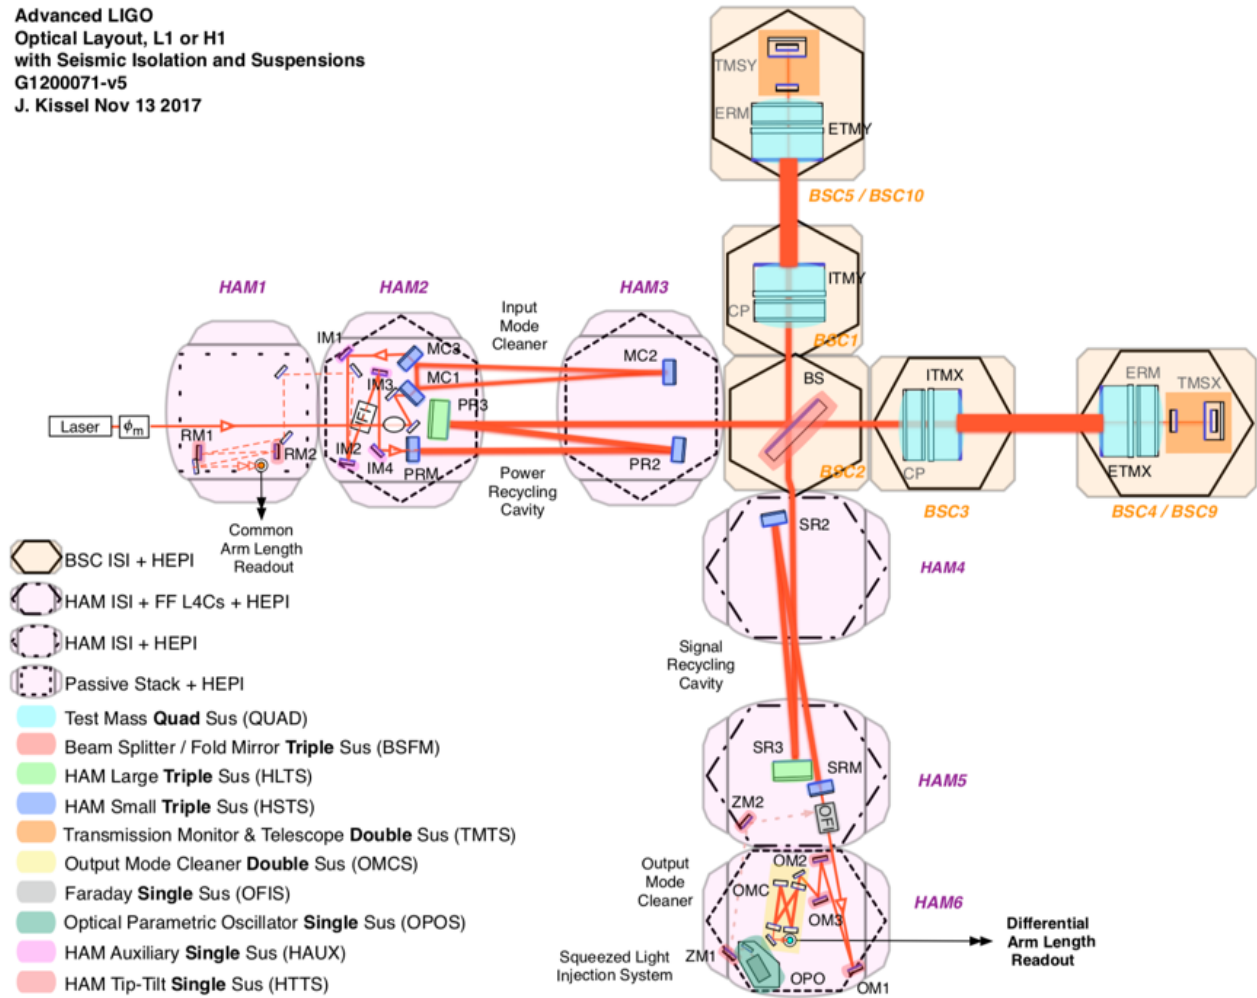 Advanced LIGO
Optical Layout, L1 or H1
with Seismic Isolation and Suspensions
G1200071-v5
J. Kissel Nov 13 2017
TMSY
ERM
ETMY
BSC5 / BSC10
ITMY
CP
BSC1
HAM1
HAM2
HAM3
Input
Mode
Cleaner
IM1
MC3
MC2
MC1
IM3
PR3
IFI
Laser
ϕm
RM1
RM2
IM2
IM4
PRM
PR2
Power
Recycling
Cavity
BS
BSC2
ITMX
CP
BSC3
ERM
TMSX
ETMX
BSC4 / BSC9
Common
Arm Length
Readout
SR2
HAM4
Signal
Recycling
Cavity
SR3
SRM
HAM5
ZM2
OFI
Output
Mode
Cleaner
OM2
OMC
OM3
HAM6
Differential
Arm Length
Readout
Squeezed Light
Injection System
ZM1
OPO
OM1
BSC ISI + HEPI
HAM ISI + FF L4Cs + HEPI
HAM ISI + HEPI
Passive Stack + HEPI
Test Mass Quad Sus (QUAD)
Beam Splitter / Fold Mirror Triple Sus (BSFM)
HAM Large Triple Sus (HLTS)
HAM Small Triple Sus (HSTS)
Transmission Monitor & Telescope Double Sus (TMTS)
Output Mode Cleaner Double Sus (OMCS)
Faraday Single Sus (OFIS)
Optical Parametric Oscillator Single Sus (OPOS)
HAM Auxiliary Single Sus (HAUX)
HAM Tip-Tilt Single Sus (HTTS)